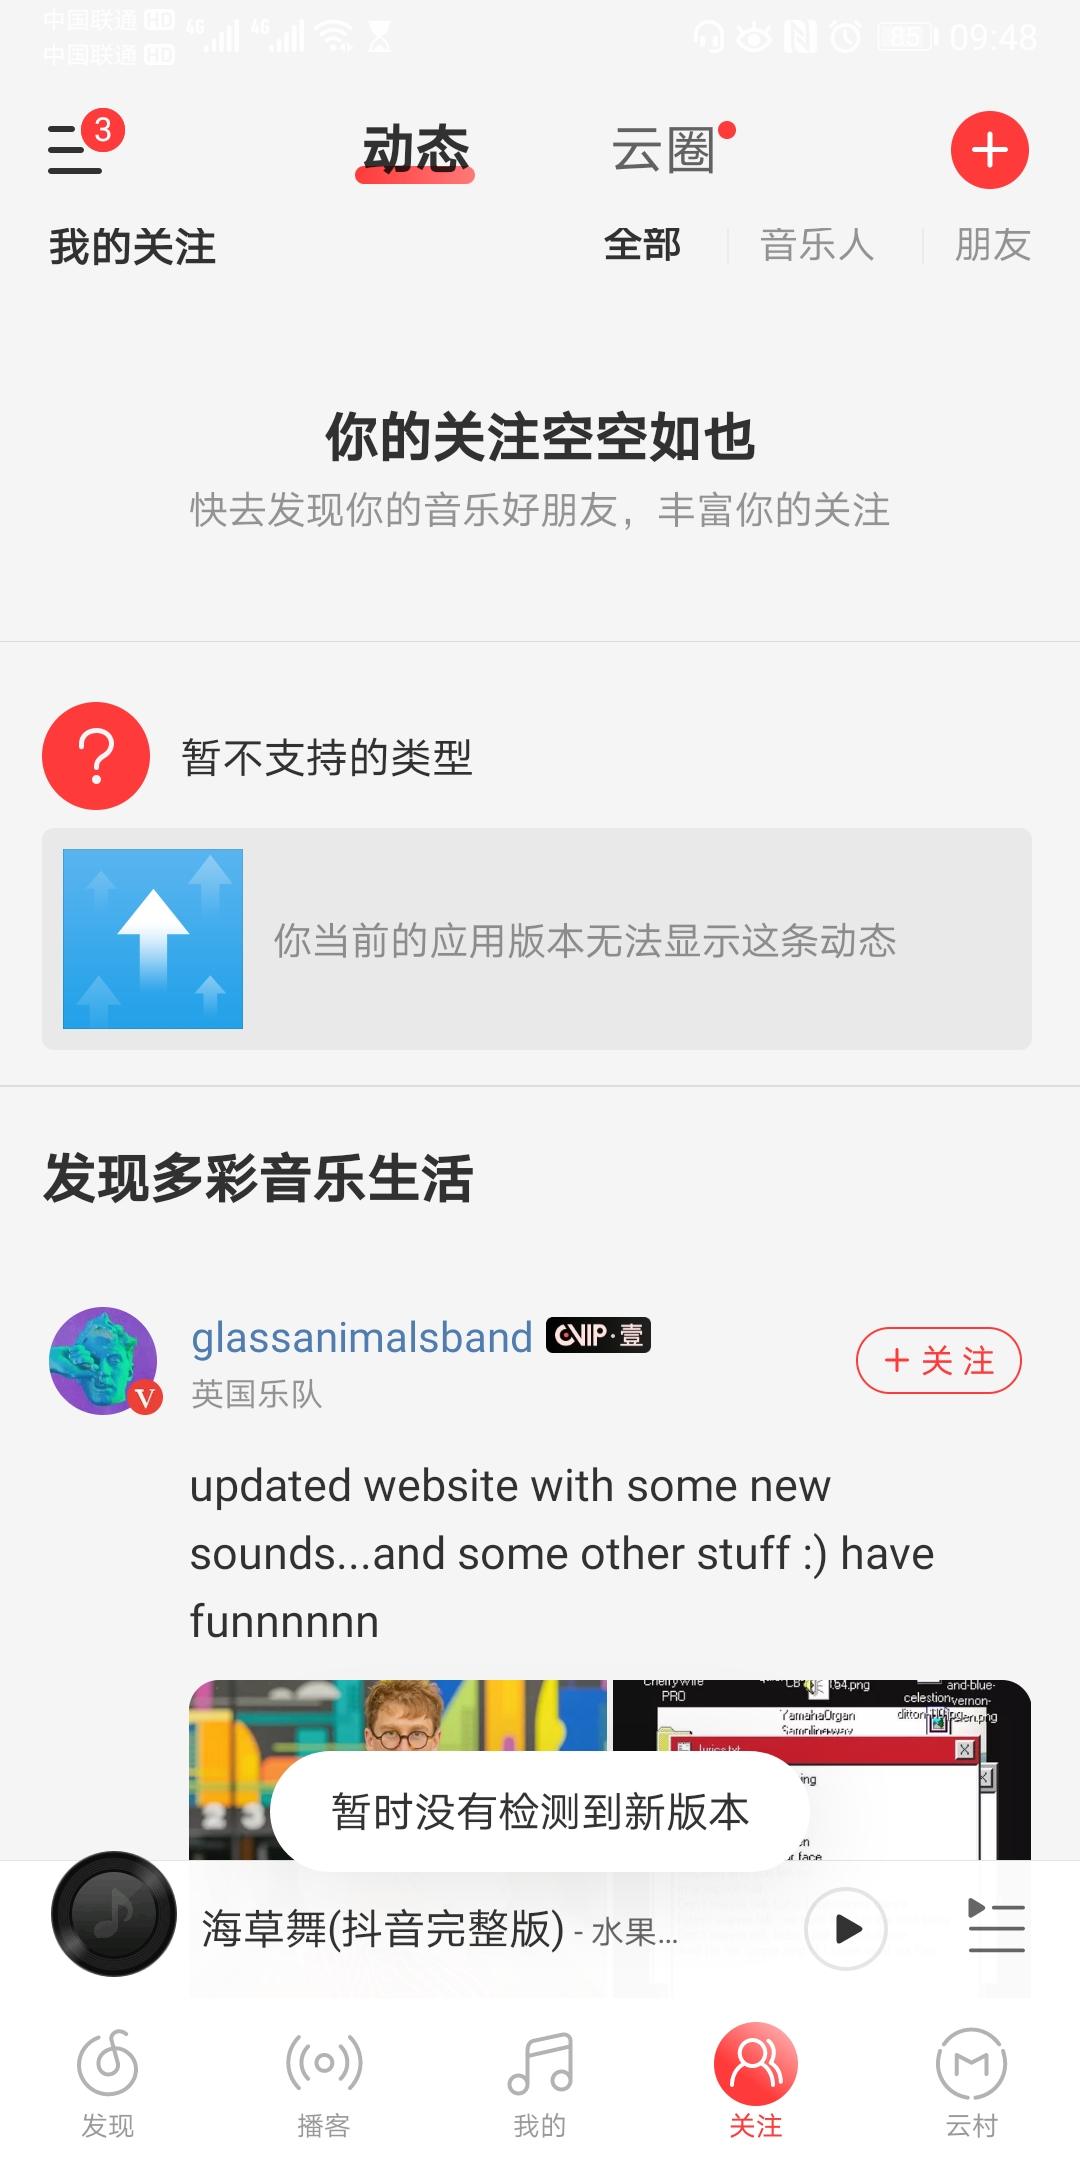 中国联通 HD
中国联通 HD
4G 4G
85 09:48
3
动态 云圈
我的关注 全部 音乐人 朋友
你的关注空空如也
快去发现你的音乐好朋友，丰富你的关注
暂不支持的类型
你当前的应用版本无法显示这条动态
发现多彩音乐生活
glassanimalsband CVIP·壹
英国乐队
V
+ 关注
updated website with some new
sounds...and some other stuff :) have
funnnnnn
PRO
.54.png
and-blue-
celestion-
vernon-
YamahaOrgan
lyrics.txt
23
暂时没有检测到新版本
海草舞(抖音完整版) - 水果...
发现 播客 我的 关注 云村